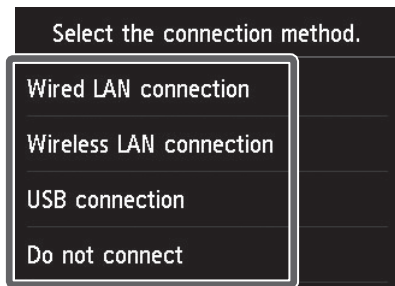 Select the connection method.
Wired LAN connection
Wireless LAN connection
USB connection
Do not connect